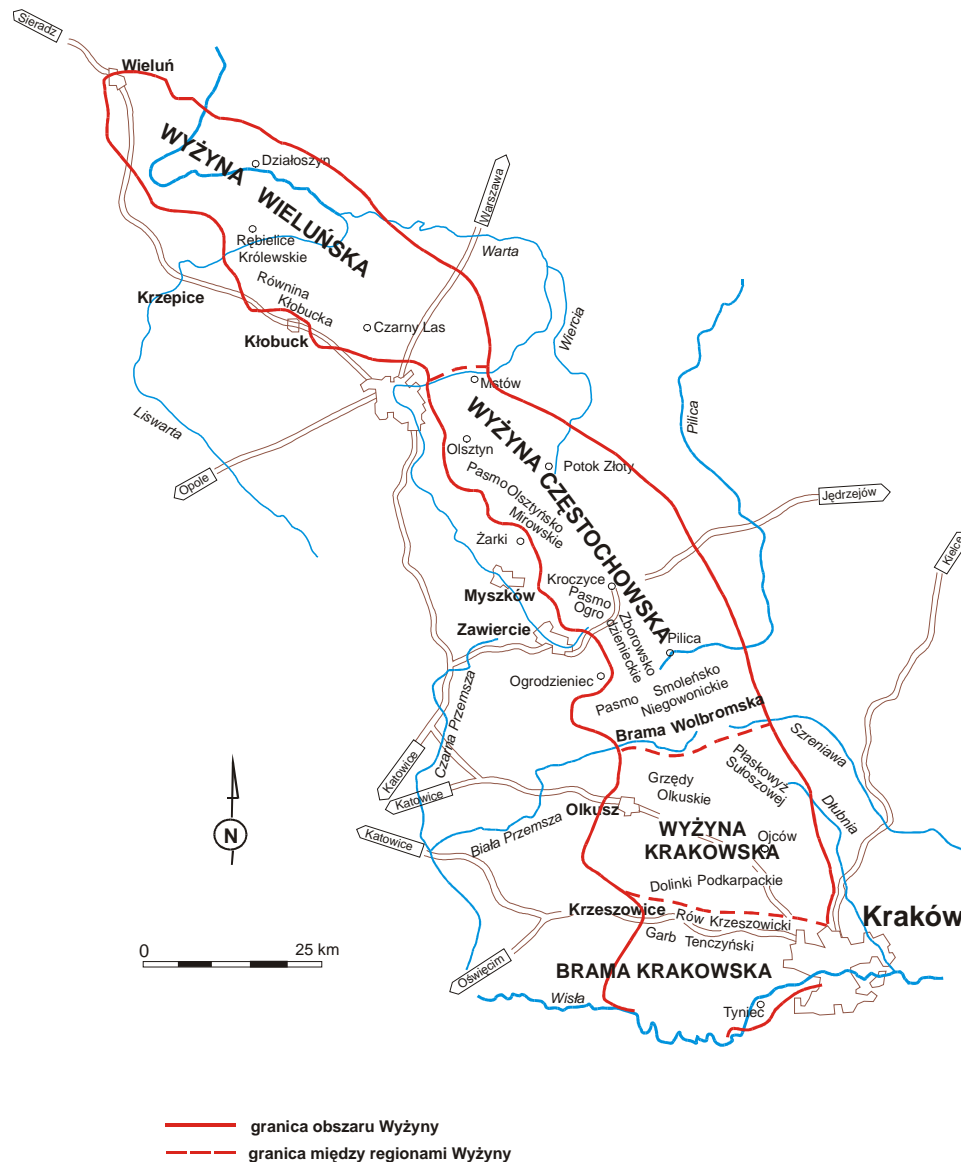 Sieradz
Wieluń
WYŻYNA WIELUŃSKA
Działoszyn
Warszawa
Rębielice
Królewskie
Warta
Równina
Kłobucka
Krzepice
Wiercia
Czarny Las
Kłobuck
Mstów
Liswarta
Pilica
WYŻYNA CZĘSTOCHOWSKA
Olsztyn
Potok Złoty
Opole
Pasmo Olsztyńsko
Mirowskie
Jędrzejów
Żarki
Kielce
Kroczyce
Myszków
Pasmo
Ogro
dzienieckie
Zborowsko
Zawiercie
Pilica
Ogrodzieniec
Smoleńsko
Pasmo Niegowonickie
Czarna Przemsza
Brama Wolbromska
Szreniawa
Katowice
Płaskowyż
Sułoszowej
Grzędy
Olkuskie
Katowice
Dłubnia
Olkusz
Katowice
Biała Przemsza
WYŻYNA
KRAKOWSKA
Ojców
Dolinki Podkarpackie
Krzeszowice
Rów Krzeszowicki
Kraków
Garb Tenczyński
N
0 25 km
Oświęcim
BRAMA KRAKOWSKA
Wisła
Tyniec
granica obszaru Wyżyny
granica między regionami Wyżyny